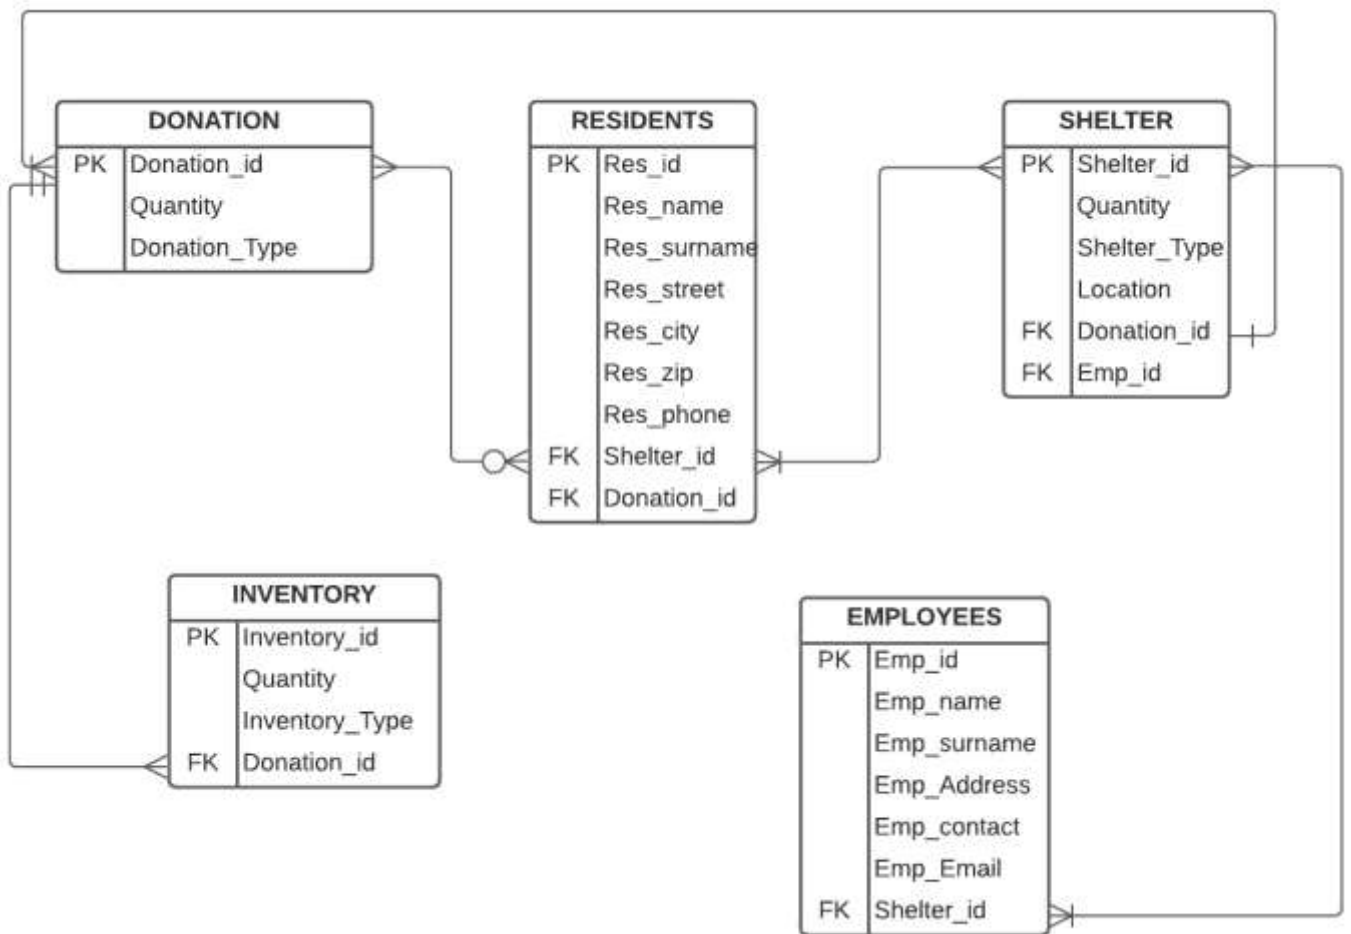 DONATION
PK Donation_id
Quantity
Donation_Type
RESIDENTS
PK Res_id
Res_name
Res_surname
Res_street
Res_city
Res_zip
Res_phone
FK Shelter_id
FK Donation_id
SHELTER
PK Shelter_id
Quantity
Shelter_Type
Location
FK Donation_id
FK Emp_id
INVENTORY
PK Inventory_id
Quantity
Inventory_Type
FK Donation_id
EMPLOYEES
PK Emp_id
Emp_name
Emp_surname
Emp_Address
Emp_contact
Emp_Email
FK Shelter_id